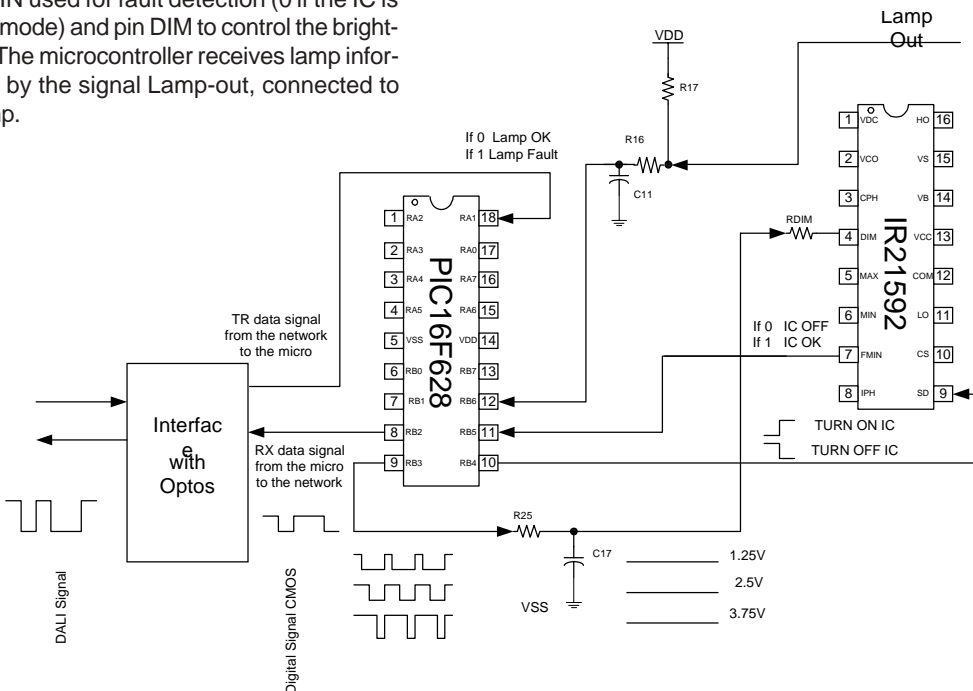 IN used for fault detection (0 if the IC is
mode) and pin DIM to control the bright-
The microcontroller receives lamp infor-
by the signal Lamp-out, connected to
Lamp
Out
VDD
R17
R16
C11
If 0 Lamp OK
If 1 Lamp Fault
1 RA2
2 RA3
3 RA4
4 RA5
5 VSS
6 RB0
7 RB1
8 RB2
9 RB3
PIC16F628
RA1 18
RA0 17
RA7 16
RA6 15
VDD 14
RB7 13
RB6 12
RB5 11
RB4 10
RDIM
1 VDC
2 VCO
3 CPH
4 DIM
5 MAX
6 MIN
7 FMIN
8 IPH
IR21592
HO 16
VS 15
VB 14
VCC 13
COM 12
LO 11
CS 10
SD 9
If 0 IC OFF
If 1 IC OK
TURN ON IC
TURN OFF IC
TR data signal
from the network
to the micro
Interfac
e
with
Optos
RX data signal
from the micro
to the network
R25
C17
VSS
1.25V
2.5V
3.75V
DALI Signal
Digital Signal CMOS